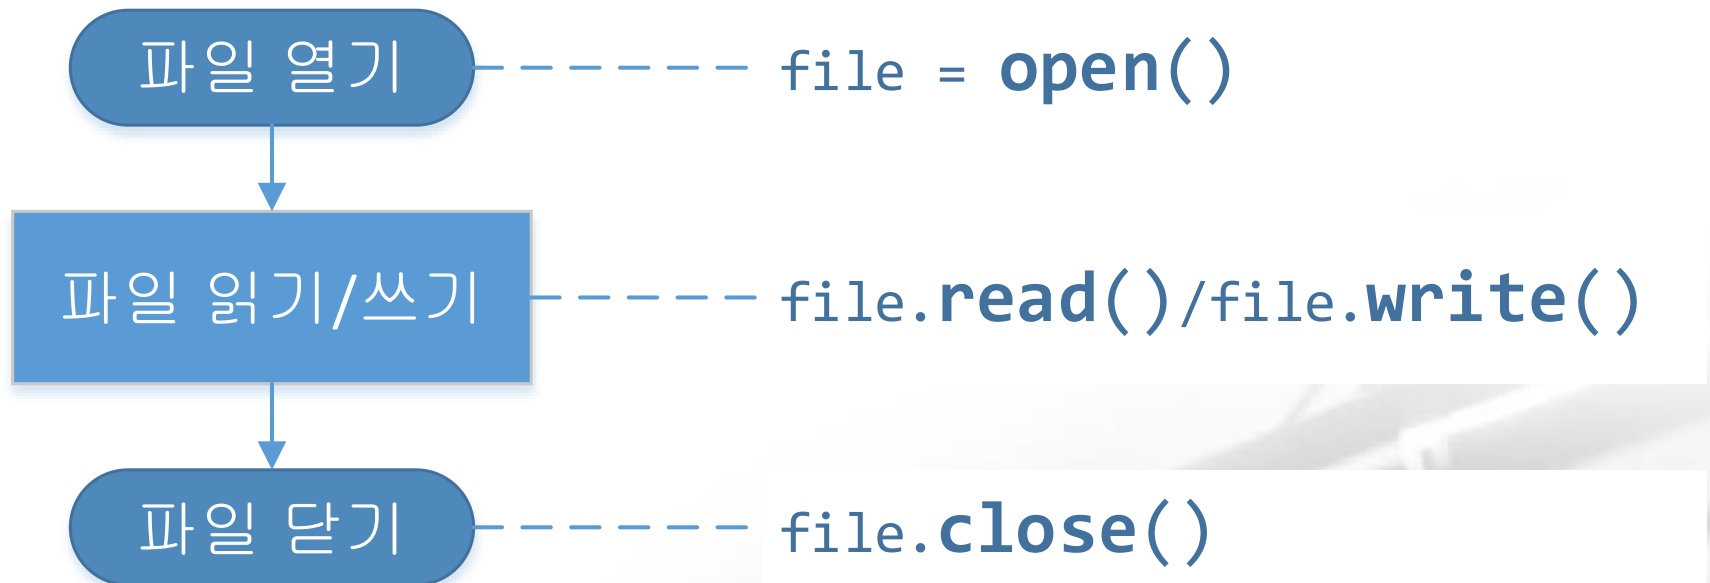 파일 열기
file = open()
파일 읽기/쓰기
file.read()/file.write()
파일 닫기
file.close()